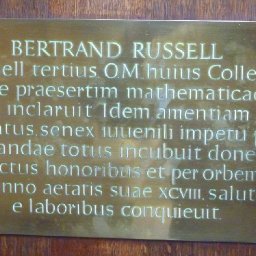 BERTRAND RUSSELL
ell tertius O.M. huius Colle
e praesertim mathematicae
inclaruit Idem amentiam
tus, senex iuuenili impetu
andae totus incubuit done
ctus honoribus et per orbem
nno aetatis suae XCVIII, salut
e laboribus conquieuit.